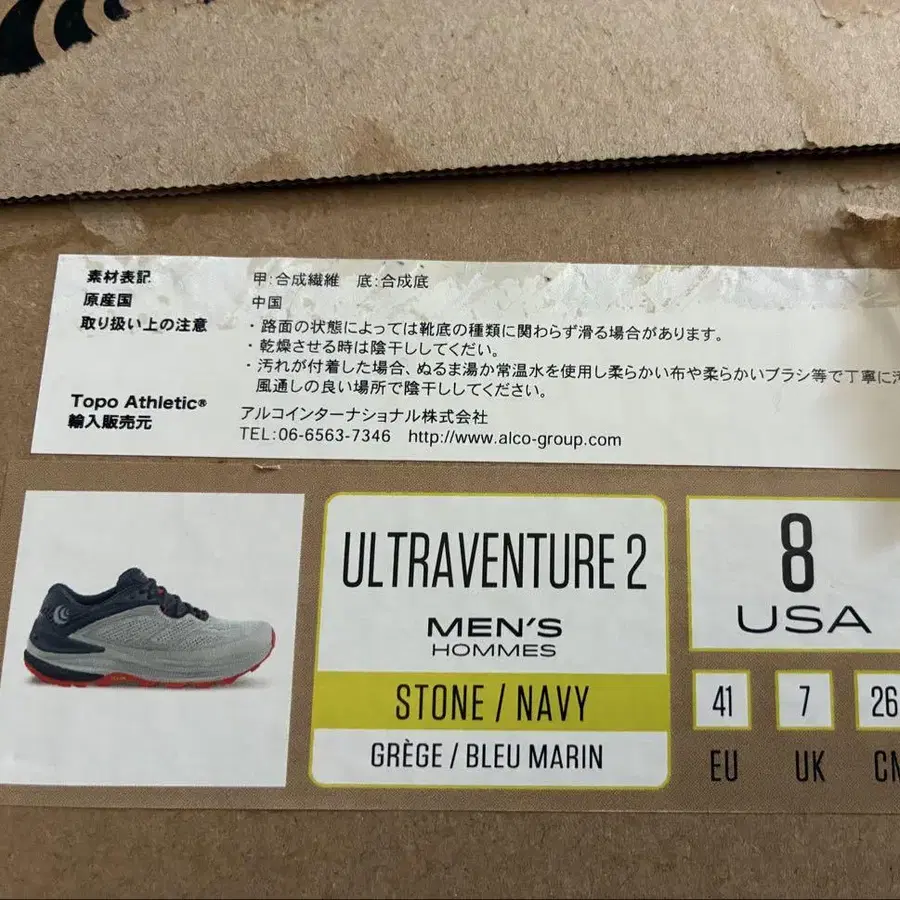 素材表記 甲:合成繊維 底:合成底
原産国 中国
取り扱い上の注意 ・路面の状態によっては靴底の種類に関わらず滑る場合があります。
・乾燥させる時は陰干ししてくだい。
・汚れが付着した場合、ぬるま湯か常温水を使用し柔らかい布や柔らかいブラシ等で丁寧に汚
風通しの良い場所で陰干ししてください。
Topo Athletic® アルコインターナショナル株式会社
輸入販売元 TEL:06-6563-7346 http://www.alco-group.com
ULTRAVENTURE 2
MEN'S
HOMMES
STONE / NAVY
GRÈGE / BLEU MARIN
8
USA
41 7 26
EU UK CM